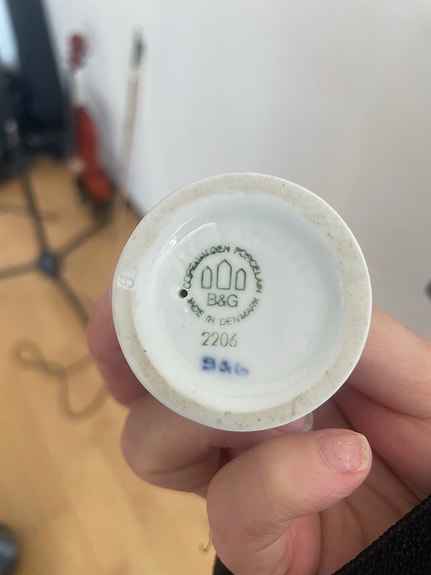 COPENHAGEN PORCELAIN
B&G
MADE IN DENMARK
2206
B&G